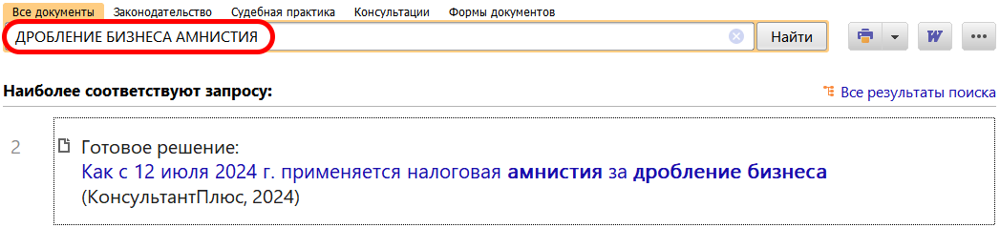 Все документы Законодательство Судебная практика Консультации Формы документов
ДРОБЛЕНИЕ БИЗНЕСА АМНИСТИЯ Найти W
Наиболее соответствуют запросу: Все результаты поиска
2 Готовое решение:
Как с 12 июля 2024 г. применяется налоговая амнистия за дробление бизнеса
(КонсультантПлюс, 2024)